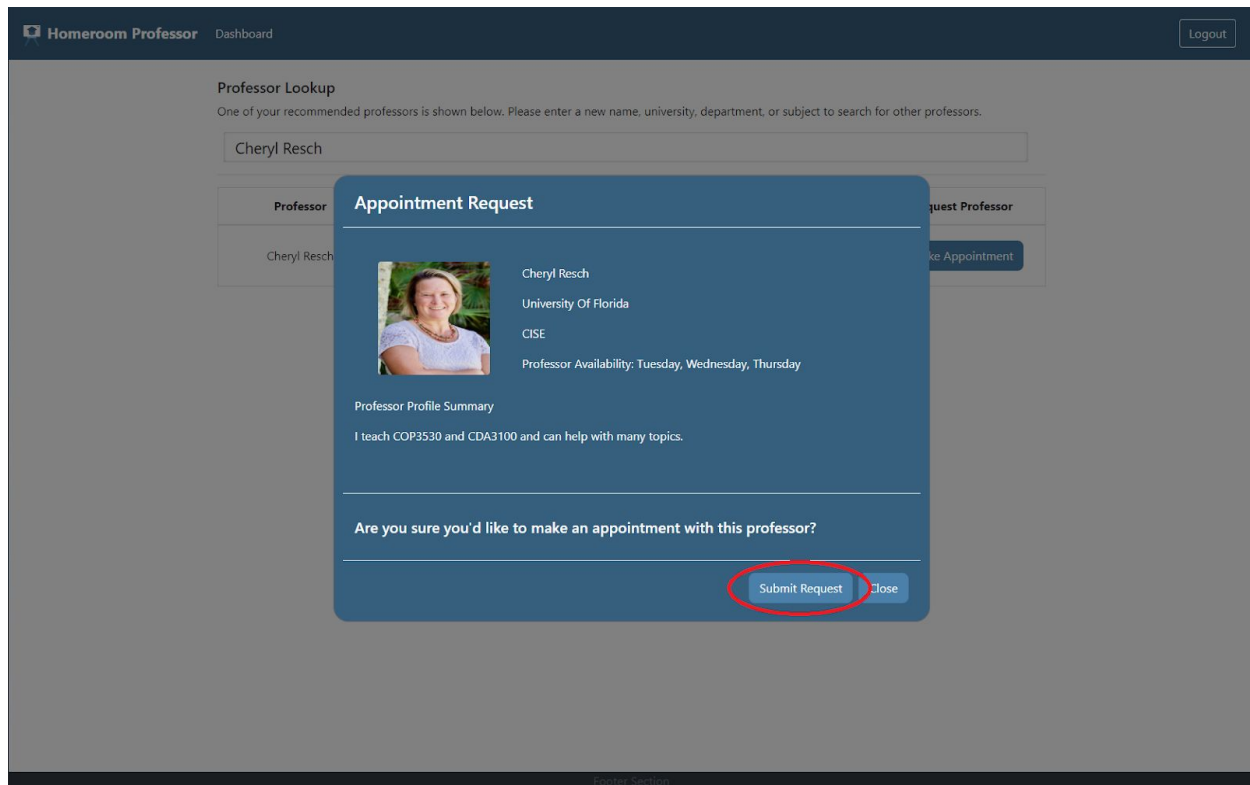 Homeroom Professor Dashboard Logout
Professor Lookup
One of your recommended professors is shown below. Please enter a new name, university, department, or subject to search for other professors.
Cheryl Resch
Professor
quest Professor
Cheryl Resch
ke Appointment
Appointment Request
Cheryl Resch
University Of Florida
CISE
Professor Availability: Tuesday, Wednesday, Thursday
Professor Profile Summary
I teach COP3530 and CDA3100 and can help with many topics.
Are you sure you'd like to make an appointment with this professor?
Submit Request Close
Footer Section